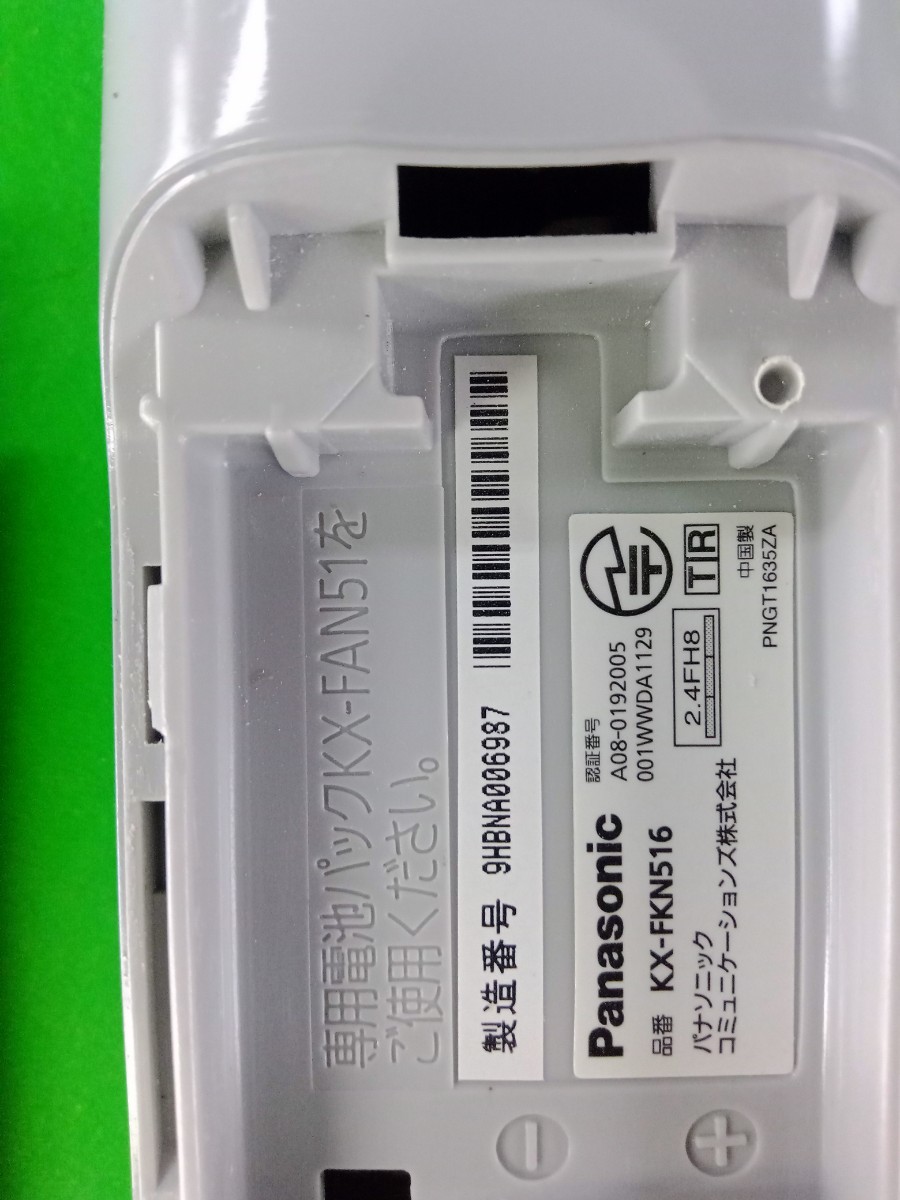 専用電池パックKX-FAN51を
ご使用ください。
製造番号 9HBNA006987
Panasonic
品番 KX-FKN516
パナソニック
コミュニケーションズ株式会社
認証番号
A08-0192005
001WWDA1129
2.4FH8
T R
中国製
PNGT1635ZA